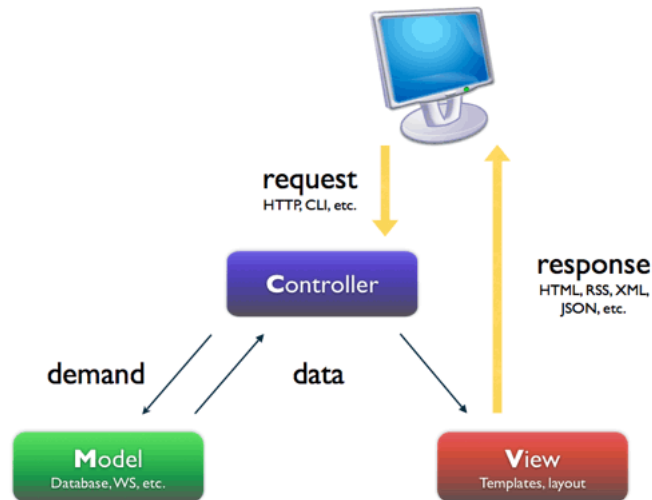 request
HTTP, CLI, etc.
Controller
response
HTML, RSS, XML,
JSON, etc.
demand
data
Model
Database, WS, etc.
View
Templates, layout